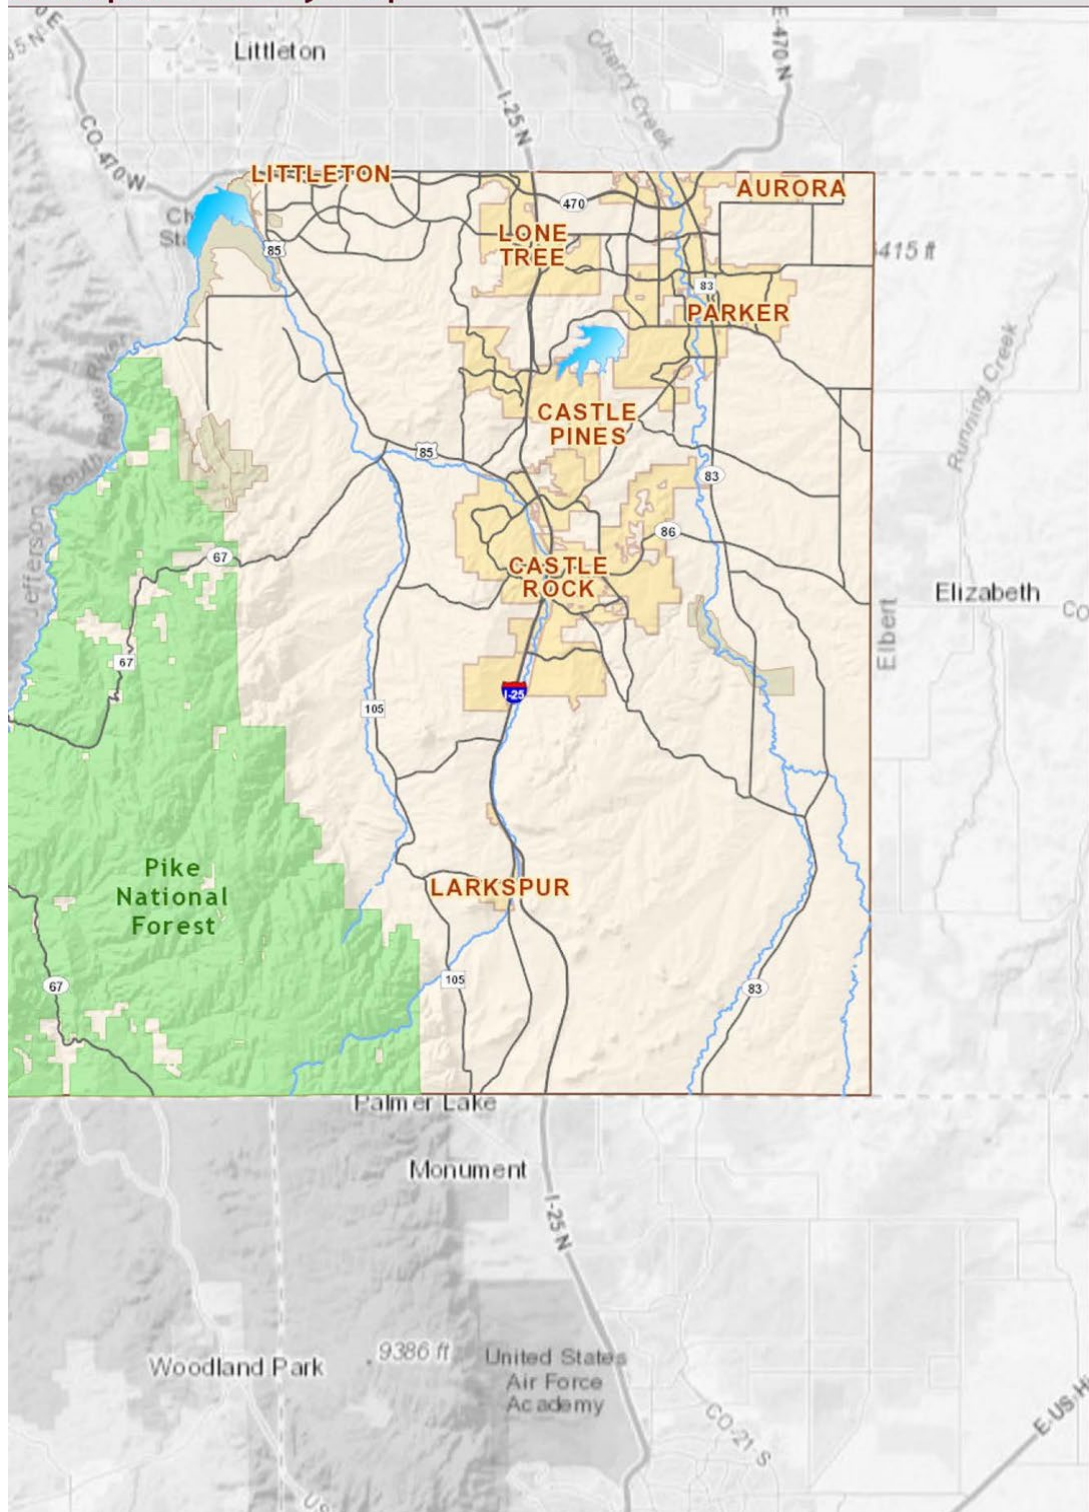 Littleton
Cherry Creek
E-470 N
I-25 N
CO-470 W
LITTLETON
AURORA
470
LONE
TREE
85
83
PARKER
CASTLE
PINES
85
83
86
67
CASTLE
ROCK
Elizabeth
Running Creek
Jefferson
Elbert
67
I-25
105
Pike
National
Forest
LARKSPUR
105
67
83
Palmer Lake
Monument
I-25 N
Woodland Park
9386 ft
United States
Air Force
Academy
CO-21 S